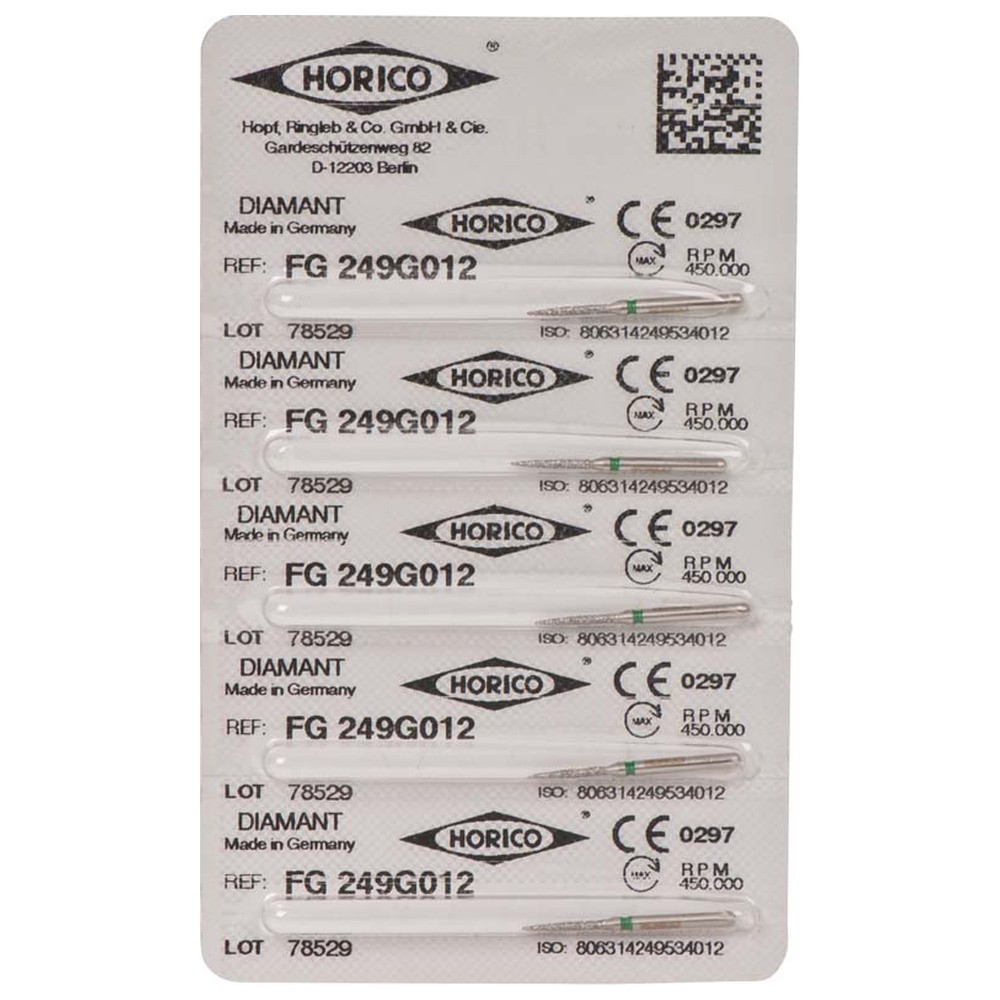 HORICO ®
Hopf, Ringleb & Co. GmbH & Cie.
Gardeschützenweg 82
D-12203 Berlin
DIAMANT HORICO ® CE 0297
Made in Germany
REF: FG 249G012 MAX RPM 450.000
LOT 78529 ISO: 806314249534012
DIAMANT HORICO ® CE 0297
Made in Germany
REF: FG 249G012 MAX RPM 450.000
LOT 78529 ISO: 806314249534012
DIAMANT HORICO ® CE 0297
Made in Germany
REF: FG 249G012 MAX RPM 450.000
LOT 78529 ISO: 806314249534012
DIAMANT HORICO ® CE 0297
Made in Germany
REF: FG 249G012 MAX RPM 450.000
LOT 78529 ISO: 806314249534012
DIAMANT HORICO ® CE 0297
Made in Germany
REF: FG 249G012 MAX RPM 450.000
LOT 78529 ISO: 806314249534012